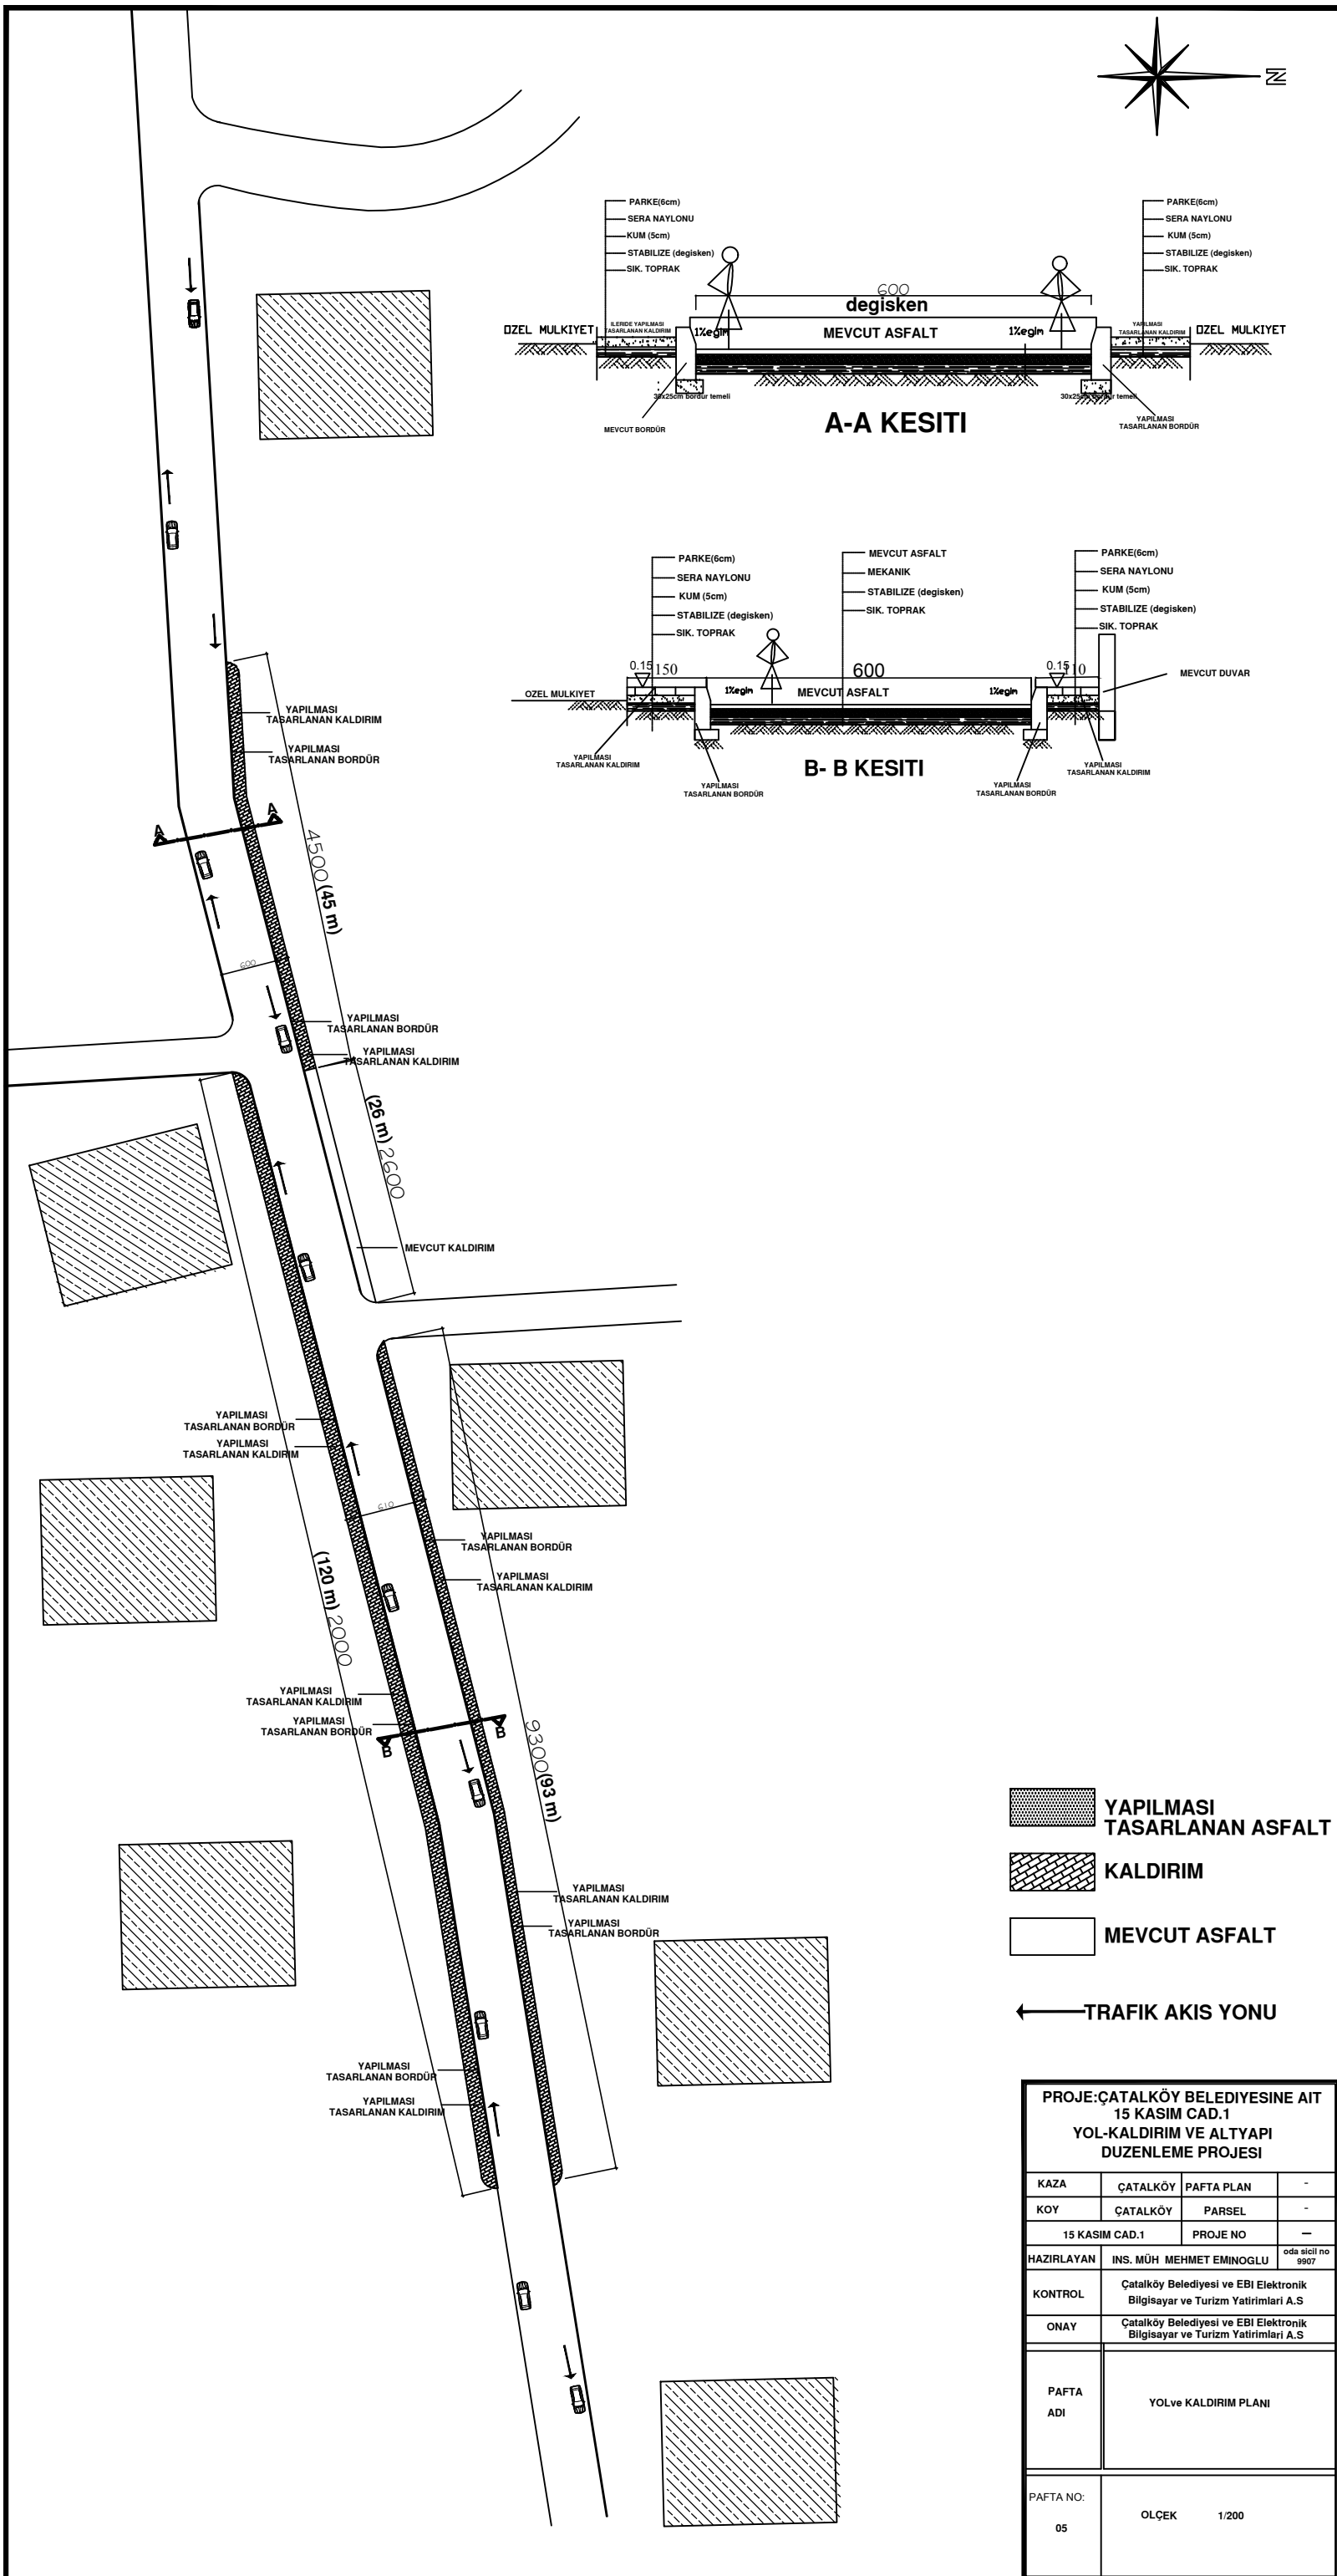 N
PARKE(6cm)
SERA NAYLONU
KUM (5cm)
STABILIZE (degisken)
SIK. TOPRAK
PARKE(6cm)
SERA NAYLONU
KUM (5cm)
STABILIZE (degisken)
SIK. TOPRAK
600
degisken
OZEL MULKIYET
ILERIDE YAPILMASI
TASARLANAN KALDIRIM
1%egim
MEVCUT ASFALT
1%egim
YAPILMASI
TASARLANAN KALDIRIM
OZEL MULKIYET
30x25cm bordur temeli
30x25cm bordur temeli
MEVCUT BORDÜR
A-A KESITI
YAPILMASI
TASARLANAN BORDÜR
PARKE(6cm)
SERA NAYLONU
KUM (5cm)
STABILIZE (degisken)
SIK. TOPRAK
MEVCUT ASFALT
MEKANIK
STABILIZE (degisken)
SIK. TOPRAK
PARKE(6cm)
SERA NAYLONU
KUM (5cm)
STABILIZE (degisken)
SIK. TOPRAK
0.15
150
600
0.15
110
MEVCUT DUVAR
OZEL MULKIYET
1%egim
MEVCUT ASFALT
1%egim
YAPILMASI
TASARLANAN KALDIRIM
YAPILMASI
TASARLANAN BORDÜR
B- B KESITI
YAPILMASI
TASARLANAN BORDÜR
YAPILMASI
TASARLANAN KALDIRIM
YAPILMASI
TASARLANAN KALDIRIM
YAPILMASI
TASARLANAN BORDÜR
A
A
4500 (45 m)
600
YAPILMASI
TASARLANAN BORDÜR
YAPILMASI
TASARLANAN KALDIRIM
(26 m) 2600
MEVCUT KALDIRIM
YAPILMASI
TASARLANAN BORDÜR
YAPILMASI
TASARLANAN KALDIRIM
610
YAPILMASI
TASARLANAN BORDÜR
YAPILMASI
TASARLANAN KALDIRIM
(120 m) 2000
YAPILMASI
TASARLANAN KALDIRIM
YAPILMASI
TASARLANAN BORDÜR
B
B
9300 (93 m)
YAPILMASI
TASARLANAN KALDIRIM
YAPILMASI
TASARLANAN BORDÜR
YAPILMASI
TASARLANAN BORDÜR
YAPILMASI
TASARLANAN KALDIRIM
YAPILMASI
TASARLANAN ASFALT
KALDIRIM
MEVCUT ASFALT
TRAFIK AKIS YONU
PROJE:ÇATALKÖY BELEDIYESINE AIT
15 KASIM CAD.1
YOL-KALDIRIM VE ALTYAPI
DUZENLEME PROJESI
KAZA ÇATALKÖY PAFTA PLAN -
KOY ÇATALKÖY PARSEL -
15 KASIM CAD.1 PROJE NO —
HAZIRLAYAN INS. MÜH MEHMET EMINOGLU oda sicil no
9907
KONTROL
Çatalköy Belediyesi ve EBI Elektronik
Bilgisayar ve Turizm Yatirimlari A.S
ONAY
Çatalköy Belediyesi ve EBI Elektronik
Bilgisayar ve Turizm Yatirimlari A.S
PAFTA
ADI
YOLve KALDIRIM PLANI
PAFTA NO:
05
OLÇEK 1/200